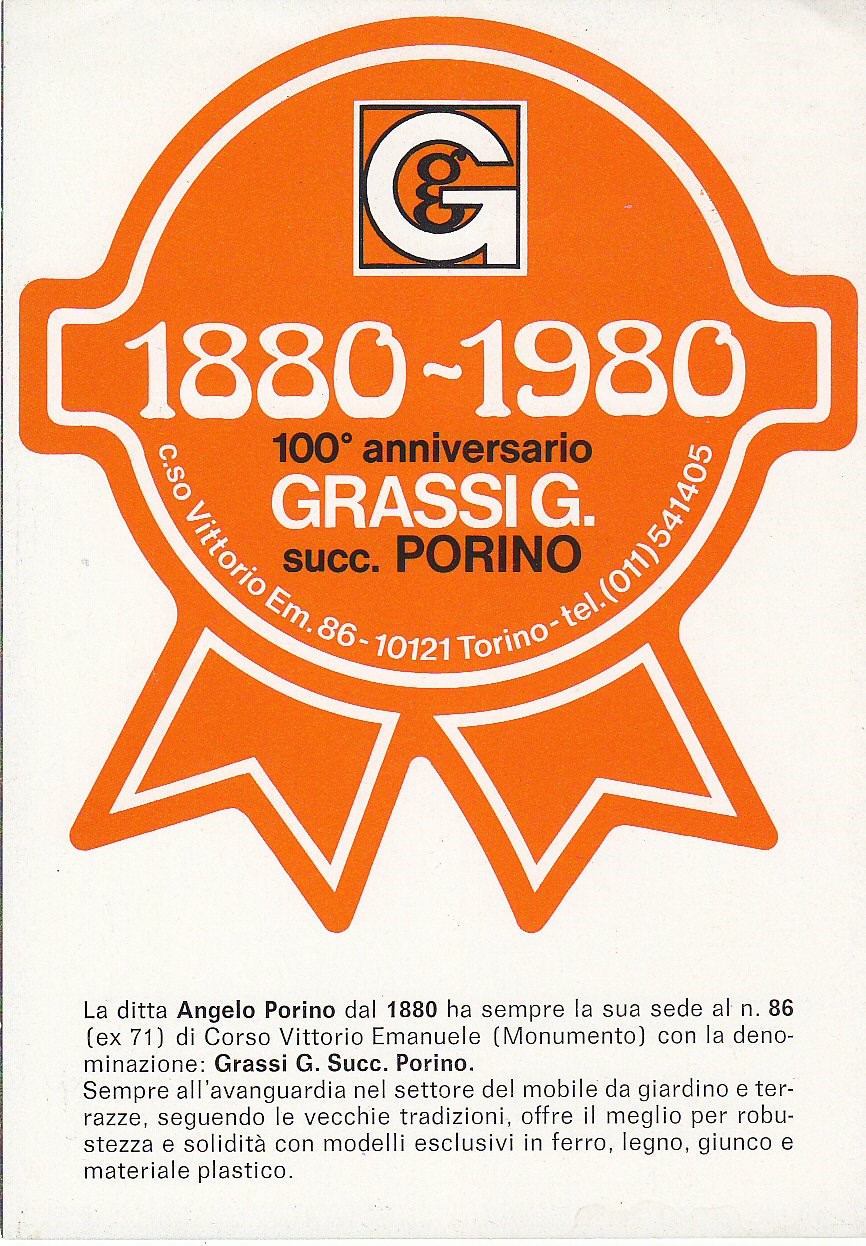 Gg
1880~1980
100° anniversario
GRASSI G.
succ. PORINO
c.so Vittorio Em. 86-10121 Torino-tel.(011)541405
La ditta Angelo Porino dal 1880 ha sempre la sua sede al n. 86
(ex 71) di Corso Vittorio Emanuele (Monumento) con la deno-
minazione: Grassi G. Succ. Porino.
Sempre all'avanguardia nel settore del mobile da giardino e ter-
razze, seguendo le vecchie tradizioni, offre il meglio per robu-
stezza e solidità con modelli esclusivi in ferro, legno, giunco e
materiale plastico.